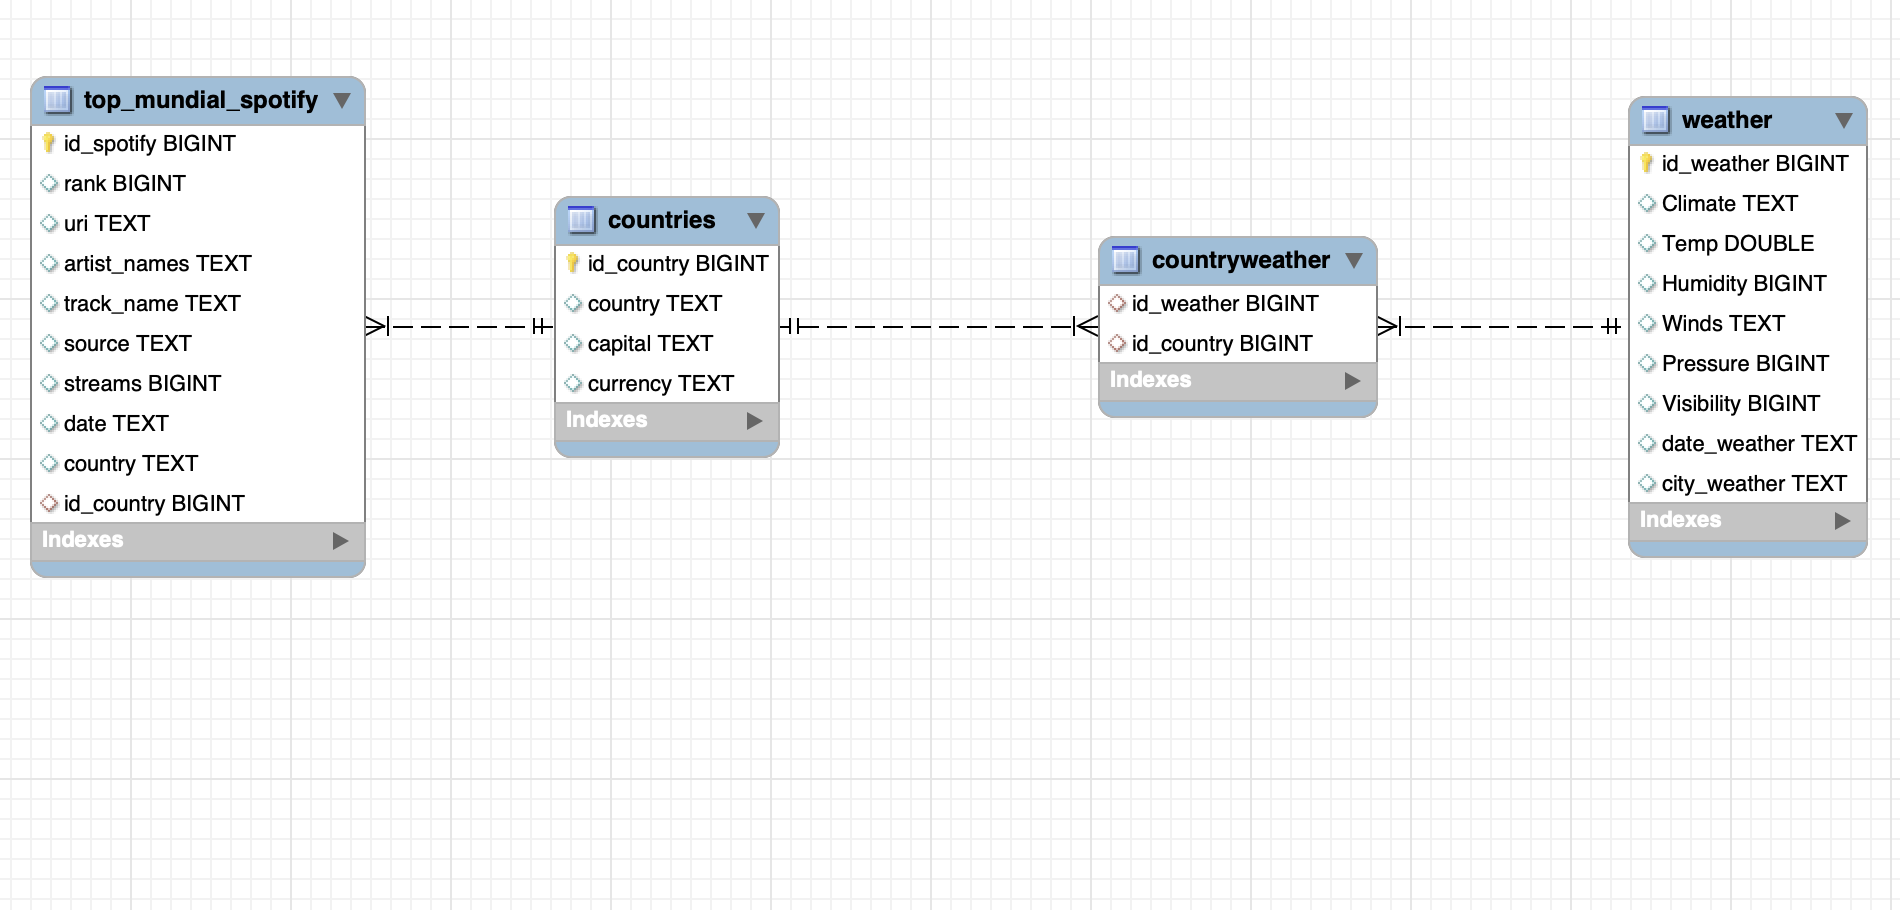 top_mundial_spotify
id_spotify BIGINT
rank BIGINT
uri TEXT
artist_names TEXT
track_name TEXT
source TEXT
streams BIGINT
date TEXT
country TEXT
id_country BIGINT
Indexes
countries
id_country BIGINT
country TEXT
capital TEXT
currency TEXT
Indexes
countryweather
id_weather BIGINT
id_country BIGINT
Indexes
weather
id_weather BIGINT
Climate TEXT
Temp DOUBLE
Humidity BIGINT
Winds TEXT
Pressure BIGINT
Visibility BIGINT
date_weather TEXT
city_weather TEXT
Indexes